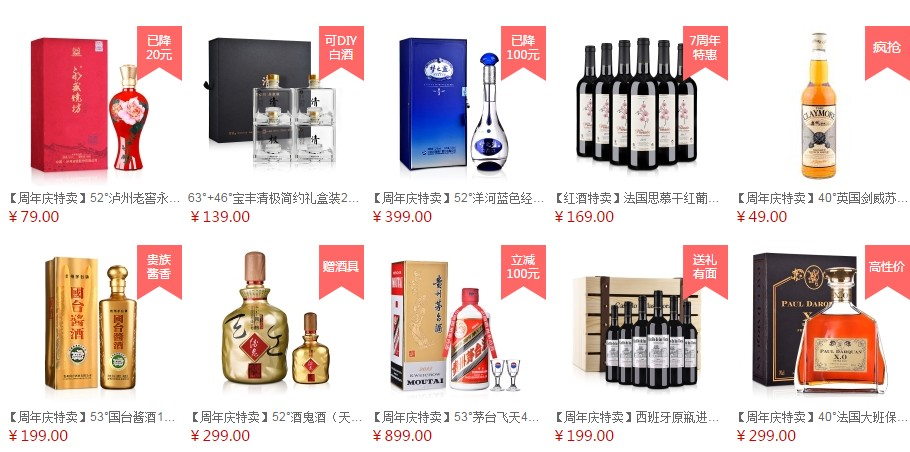 已降
20元
可DIY
白酒
已降
100元
7周年
特惠
疯抢
CLAYMORE
【周年庆特卖】52°泸州老窖永...
￥79.00
63°+46°宝丰清极简约礼盒装2...
￥139.00
【周年庆特卖】52°洋河蓝色经...
￥399.00
【红酒特卖】法国思慕干红葡...
￥169.00
【周年庆特卖】40°英国剑威苏...
￥49.00
贵族
酱香
赠酒具
立减
100元
送礼
有面
高性价
國台酱酒
國台酱酒
貴州茅台酒
KWEICHOW
MOUTAI
PAUL DARQUAN
X.O
PAUL DARQUAN
X.O
【周年庆特卖】53°国台酱酒1...
￥199.00
【周年庆特卖】52°酒鬼酒（天...
￥299.00
【周年庆特卖】53°茅台飞天4...
￥899.00
【周年庆特卖】西班牙原瓶进...
￥199.00
【周年庆特卖】40°法国大班保...
￥299.00